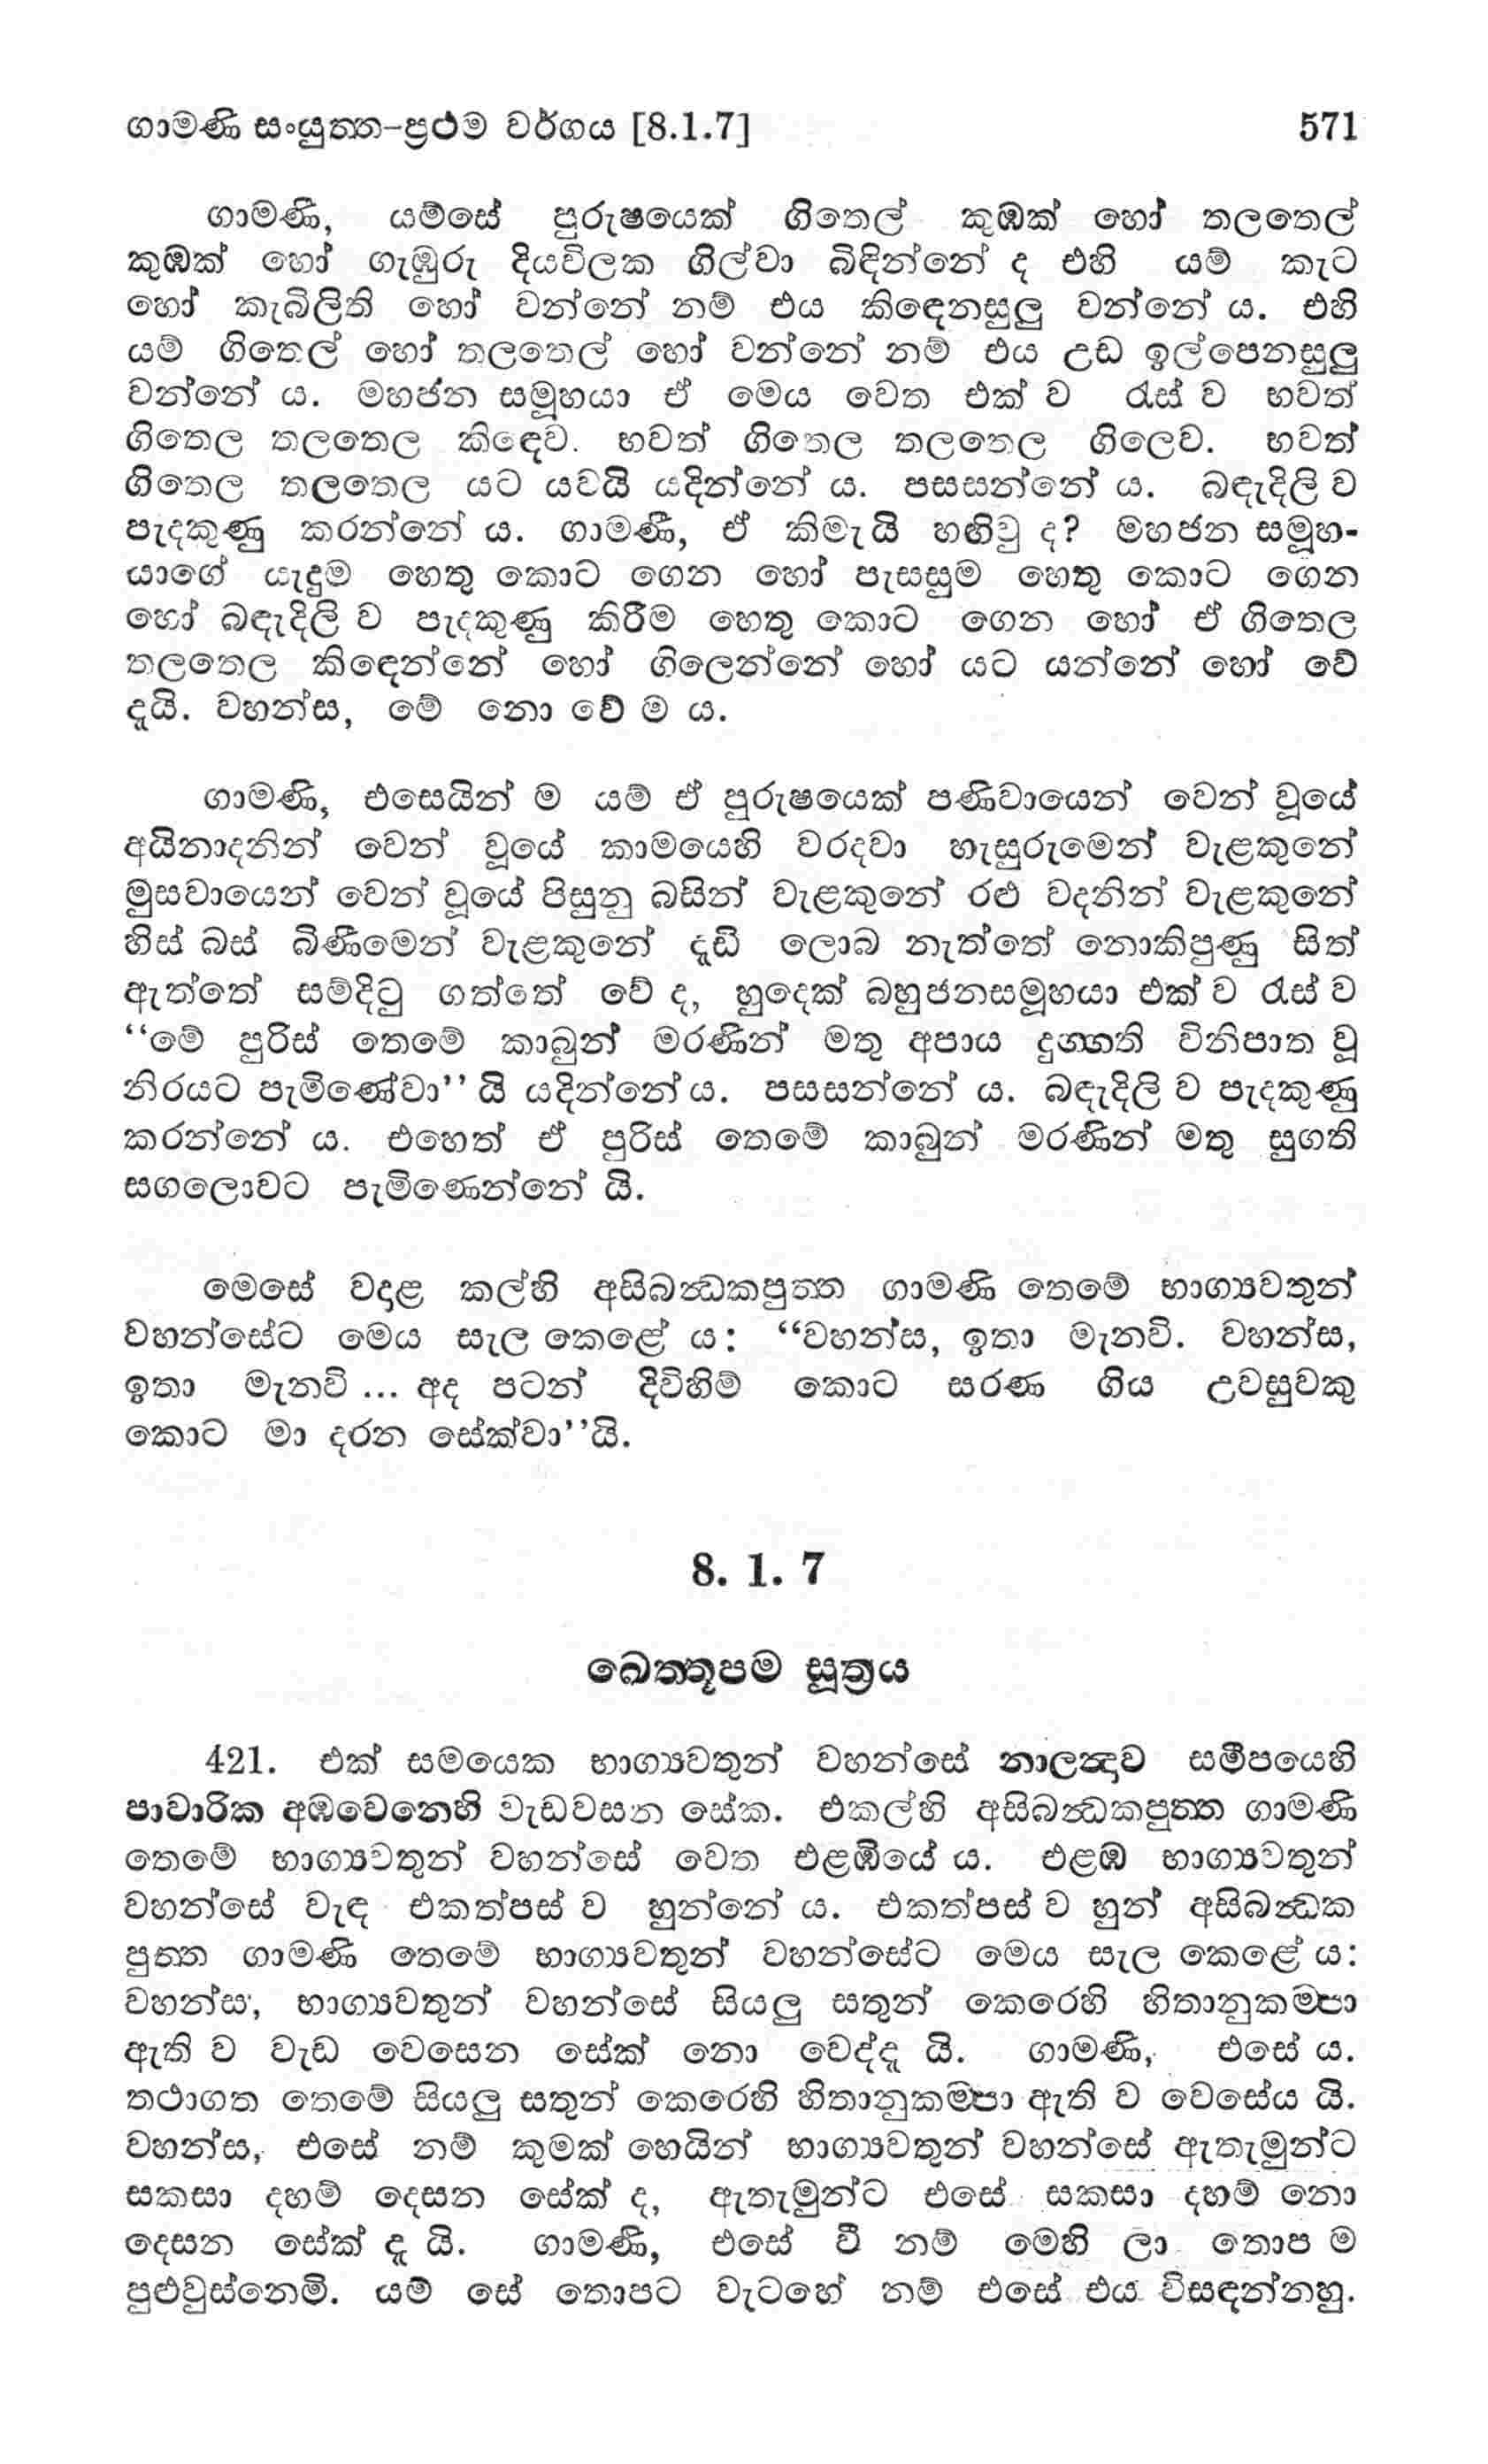 ගාමණි සංයුත්ත-ප්‍රථම වර්ගය [8.1.7] 571
ගාමණී, යම්සේ පුරුෂයෙක් ගිතෙල් කුඹක් හෝ තලතෙල්
කුඹක් හෝ ගැඹුරු දියවිලක ගිල්වා බිඳින්නේ ද එහි යම් කැට
හෝ කැබිලිති හෝ වන්නේ නම් එය කිඳෙනසුලු වන්නේ ය. එහි
යම් ගිතෙල් හෝ තලතෙල් හෝ වන්නේ නම් එය උඩ ඉල්පෙනසුලු
වන්නේ ය. මහජන සමූහයා ඒ මෙය වෙත එක් ව රැස් ව භවත්
ගිතෙල තලතෙල කිඳෙව. භවත් ගිතෙල තලතෙල ගිලෙව. භවත්
ගිතෙල තලතෙල යට යවයි යදින්නේ ය. පසසන්නේ ය. බඳැදිලි ව
පැදකුණු කරන්නේ ය. ගාමණී, ඒ කිමැ යි හඟිවු ද? මහජන සමූහ-
යාගේ යැදුම හෙතු කොට ගෙන හෝ පැසසුම හෙතු කොට ගෙන
හෝ බඳැදිලි ව පැදකුණු කිරීම හෙතු කොට ගෙන හෝ ඒ ගිතෙල
තලතෙල කිඳෙන්නේ හෝ ගිලෙන්නේ හෝ යට යන්නේ හෝ වේ
දැයි. වහන්ස, මේ නො වේ ම ය.
ගාමණි, එසෙයින් ම යම් ඒ පුරුෂයෙක් පණිවායෙන් වෙන් වූයේ
අයිනාදනින් වෙන් වූයේ කාමයෙහි වරදවා හැසුරුමෙන් වැළකුනේ
මුසවායෙන් වෙන් වූයේ පිසුනු බසින් වැළකුනේ රළු වදනින් වැළකුනේ
හිස් බස් බිණීමෙන් වැළකුනේ දැඩි ලොබ නැත්තේ නොකිපුණු සිත්
ඇත්තේ සම්දිටු ගත්තේ වේ ද, හුදෙක් බහුජනසමූහයා එක් ව රැස් ව
“මේ පුරිස් තෙමේ කාබුන් මරණින් මතු අපාය දුග්ගති විනිපාත වූ
නිරයට පැමිණේවා” යි යදින්නේ ය. පසසන්නේ ය. බඳැදිලි ව පැදකුණු
කරන්නේ ය. එහෙත් ඒ පුරිස් තෙමේ කාබුන් මරණින් මතු සුගති
සගලොවට පැමිණෙන්නේ යි.
මෙසේ වදාළ කල්හි අසිබන්ධකපුත්ත ගාමණි තෙමේ භාග්‍යවතුන්
වහන්සේට මෙය සැල කෙළේ ය: “වහන්ස, ඉතා මැනවි. වහන්ස,
ඉතා මැනවි ... අද පටන් දිවිහිම් කොට සරණ ගිය උවසුවකු
කොට මා දරන සේක්වා”යි.
8. 1. 7
ඛෙත්තූපම සූත්‍රය
421. එක් සමයෙක භාග්‍යවතුන් වහන්සේ නාලන්‍දාව සමීපයෙහි
පාවාරික අඹවෙනෙහි වැඩවසන සේක. එකල්හි අසිබන්ධකපුත්ත ගාමණි
තෙමේ භාග්‍යවතුන් වහන්සේ වෙත එළඹියේ ය. එළඹ භාග්‍යවතුන්
වහන්සේ වැඳ එකත්පස් ව හුන්නේ ය. එකත්පස් ව හුන් අසිබන්ධක
පුත්ත ගාමණි තෙමේ භාග්‍යවතුන් වහන්සේට මෙය සැල කෙළේ ය:
වහන්ස, භාග්‍යවතුන් වහන්සේ සියලු සතුන් කෙරෙහි හිතානුකම්පා
ඇති ව වැඩ වෙසෙන සේක් නො වෙද්දැ යි. ගාමණි, එසේ ය.
තථාගත තෙමේ සියලු සතුන් කෙරෙහි හිතානුකම්පා ඇති ව වෙසේය යි.
වහන්ස, එසේ නම් කුමක් හෙයින් භාග්‍යවතුන් වහන්සේ ඇතැමුන්ට
සකසා දහම් දෙසන සේක් ද, ඇතැමුන්ට එසේ සකසා දහම් නො
දෙසන සේක් දැ යි. ගාමණි, එසේ වී නම් මෙහි ලා තොප ම
පුළුවුස්නෙමි. යම් සේ තොපට වැටහේ නම් එසේ එය විසඳන්නහු.